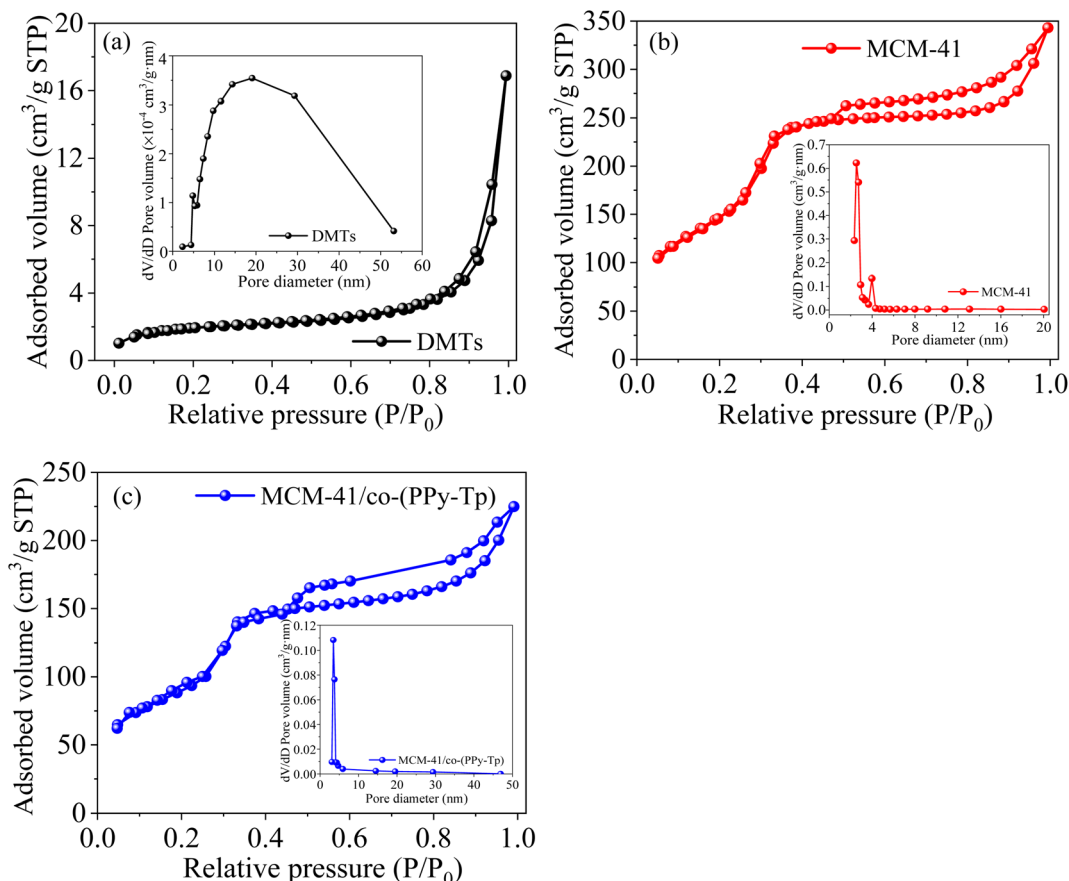 (a)
20
16
12
8
4
0
Adsorbed volume (cm³/g STP)
0.0 0.2 0.4 0.6 0.8 1.0
Relative pressure (P/P₀)
DMTs
4
3
2
1
0
dV/dD Pore volume (×10⁻⁴ cm³/g·nm)
0 10 20 30 40 50 60
Pore diameter (nm)
DMTs
(b)
MCM-41
350
300
250
200
150
100
50
0
Adsorbed volume (cm³/g STP)
0.0 0.2 0.4 0.6 0.8 1.0
Relative pressure (P/P₀)
0.7
0.6
0.5
0.4
0.3
0.2
0.1
0.0
dV/dD Pore volume (cm³/g·nm)
0 4 8 12 16 20
Pore diameter (nm)
MCM-41
(c)
MCM-41/co-(PPy-Tp)
250
200
150
100
50
0
Adsorbed volume (cm³/g STP)
0.0 0.2 0.4 0.6 0.8 1.0
Relative pressure (P/P₀)
0.12
0.10
0.08
0.06
0.04
0.02
0.00
dV/dD Pore volume (cm³/g·nm)
0 10 20 30 40 50
Pore diameter (nm)
MCM-41/co-(PPy-Tp)